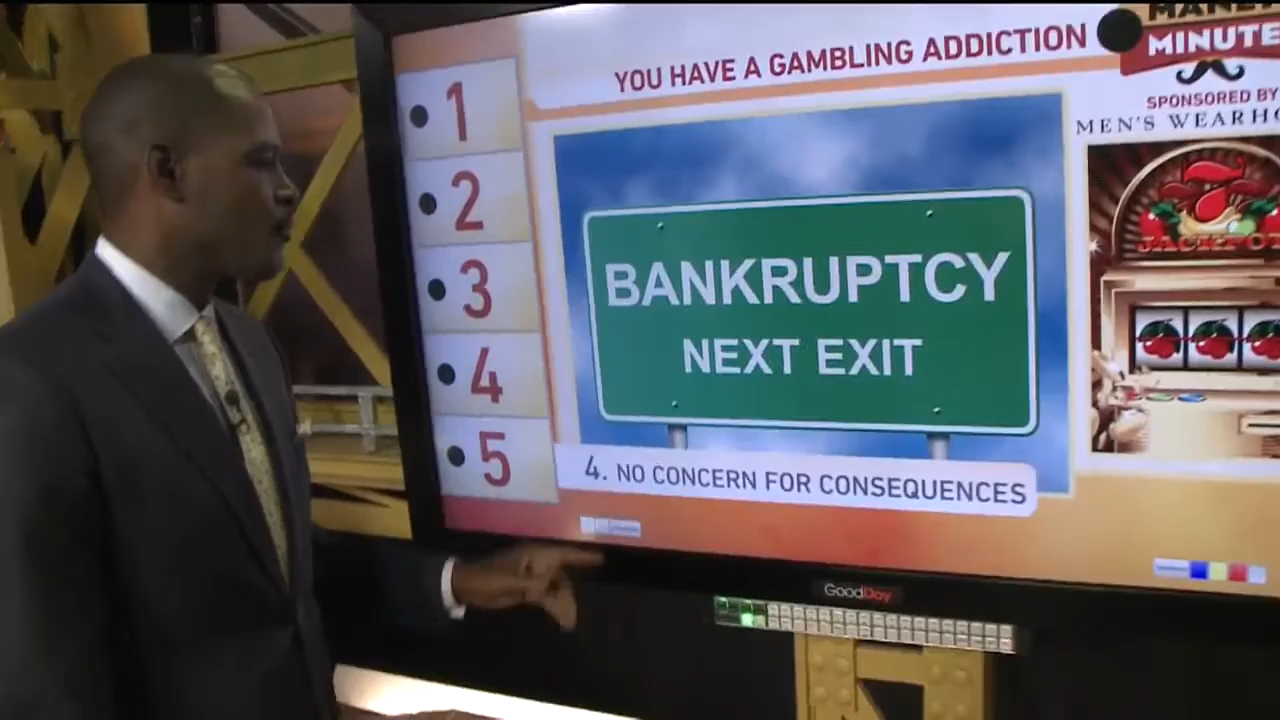 YOU HAVE A GAMBLING ADDICTION
MINUTE
SPONSORED BY
MEN'S
1
2
3
4
5
BANKRUPTCY
NEXT EXIT
4. NO CONCERN FOR CONSEQUENCES
7
GoodDay